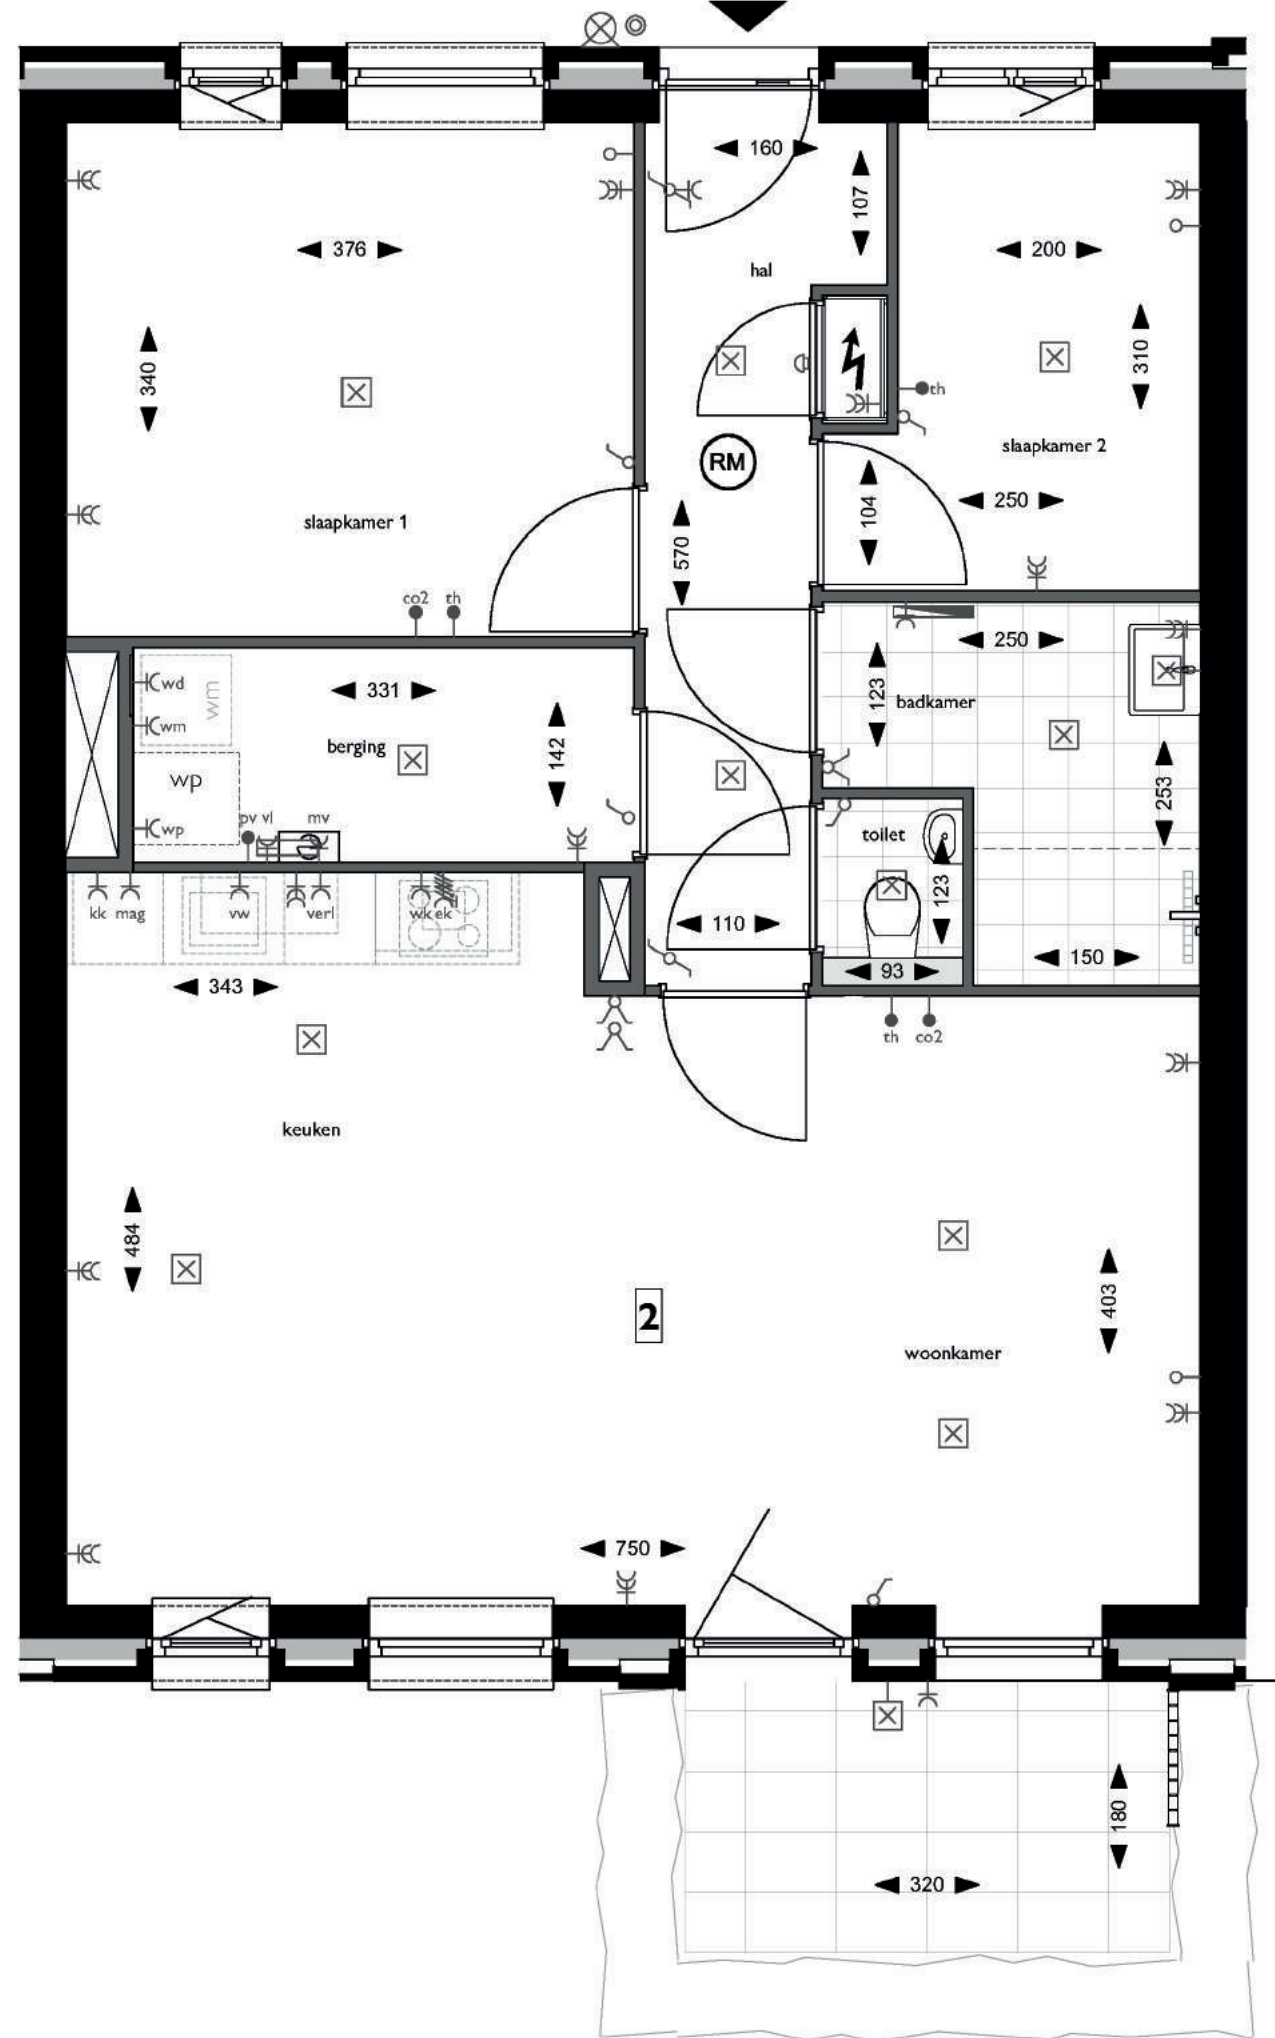 160
107
376
200
hal
340
310
th
slaapkamer 2
RM
250
104
slaapkamer 1
570
co2 th
250
wd
wm
331
123
badkamer
wm
berging
142
wp
253
wp
pv vl
mv
toilet
123
kk mag
vw
verl
wk ek
110
93
150
343
th co2
keuken
484
403
2
woonkamer
750
180
320